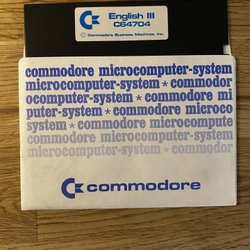 English III
C64704
© Commodore Business Machines, Inc.
commodore microcomputer-system
microcomputer-system * commodor
ocomputer-system * commodore mi
puter-system * commodore microco
system * commodore microcompute
commodore microcomputer-system
microcomputer-system * commodor
commodore